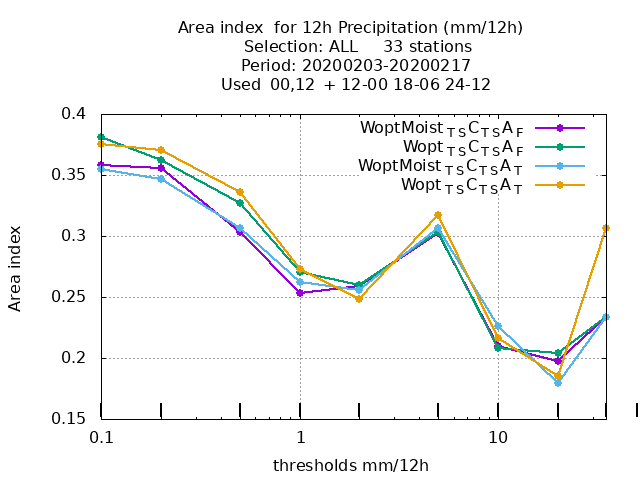 Area index  for 12h Precipitation (mm/12h)
Selection: ALL     33 stations
Period: 20200203-20200217
Used  00,12  + 12-00 18-06 24-12
WoptMoist TS C TS A F
Wopt TS C TS A F
WoptMoist TS C TS A T
Wopt TS C TS A T
0.4
0.35
0.3
0.25
0.2
0.15
Area index
0.1 1 10
thresholds mm/12h